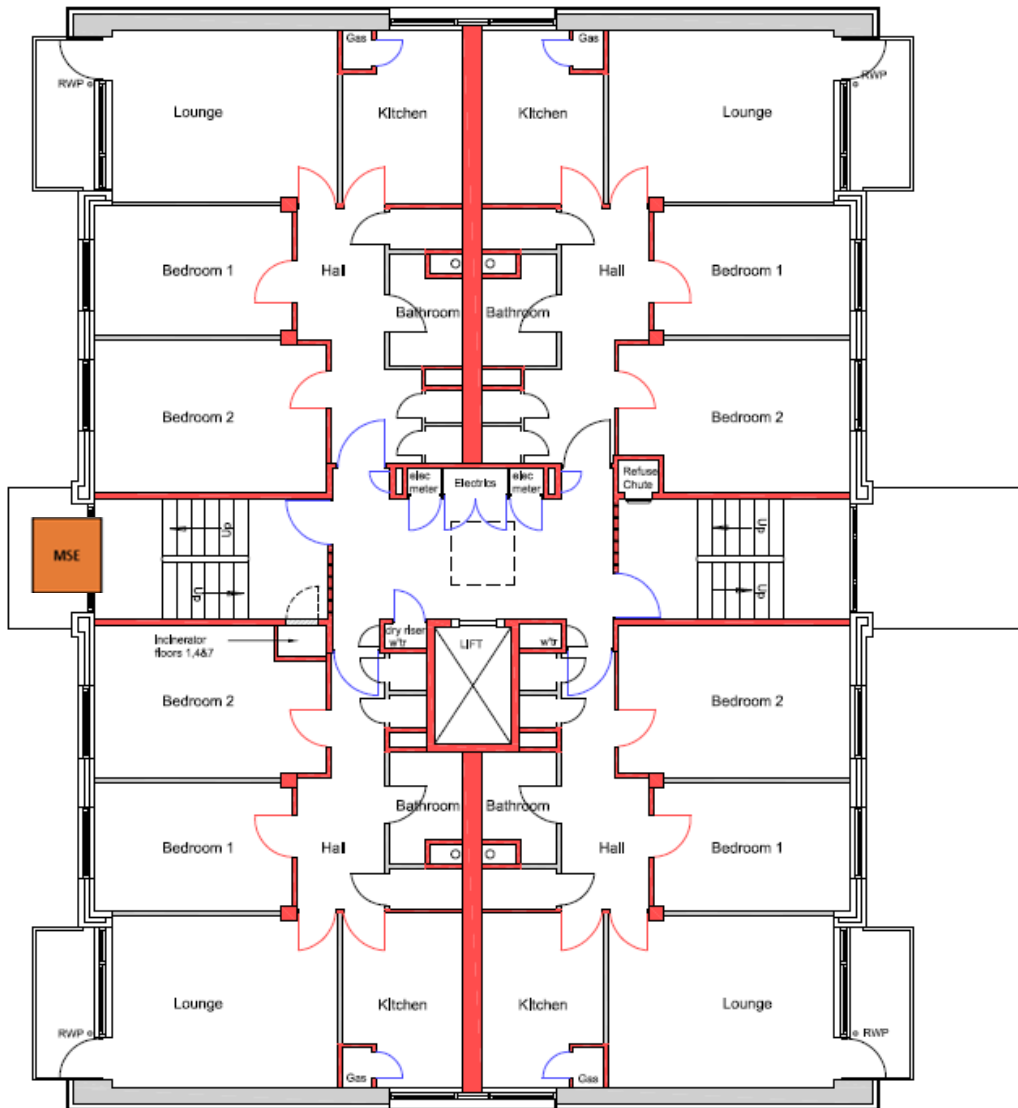 Gas
Gas
RWP
RWP
Lounge
Kitchen
Kitchen
Lounge
Bedroom 1
Hall
Hall
Bedroom 1
Bathroom
Bathroom
Bedroom 2
Bedroom 2
elec
meter
Electrics
elec
meter
Refuse
Chute
Up
Up
MSE
Up
Up
Incinerator
floors 1,4&7
dry riser
w'tr
LIFT
w'tr
Bedroom 2
Bedroom 2
Bathroom
Bathroom
Bedroom 1
Hall
Hall
Bedroom 1
Lounge
Kitchen
Kitchen
Lounge
RWP
RWP
Gas
Gas